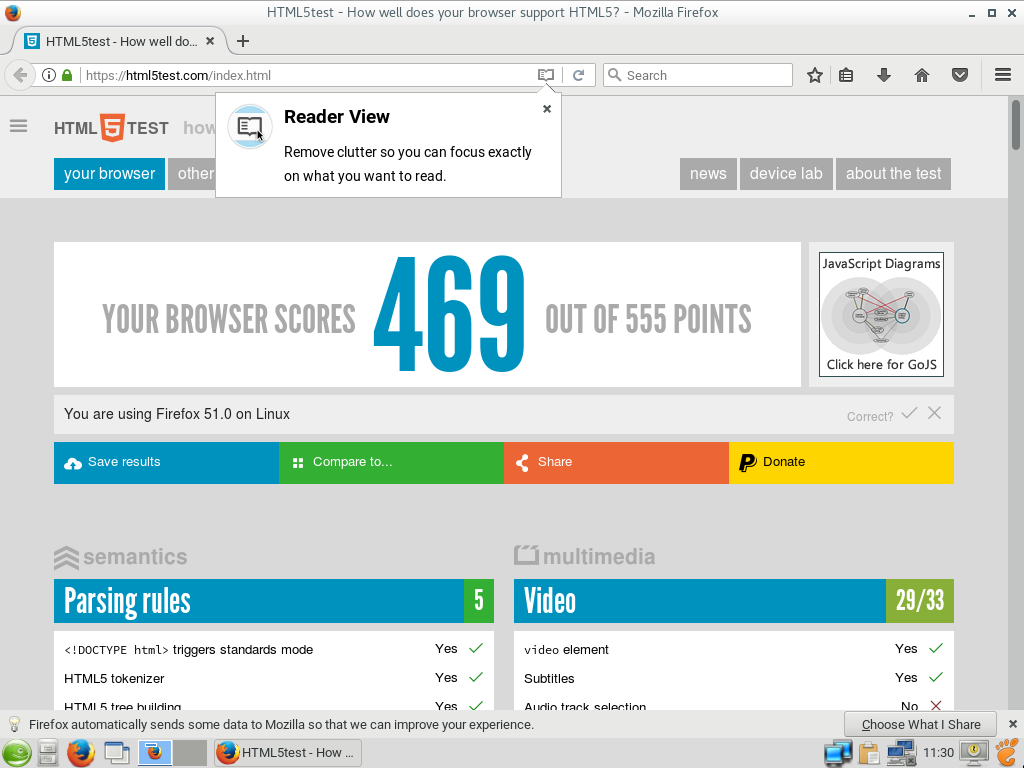 HTML5test - How well does your browser support HTML5? - Mozilla Firefox
HTML5test - How well do...
https://html5test.com/index.html
Search
Reader View
Remove clutter so you can focus exactly
on what you want to read.
HTML 5 TEST how
your browser other news device lab about the test
YOUR BROWSER SCORES 469 OUT OF 555 POINTS
JavaScript Diagrams
Click here for GoJS
You are using Firefox 51.0 on Linux Correct?
Save results Compare to... Share Donate
semantics multimedia
Parsing rules 5 Video 29/33
<!DOCTYPE html> triggers standards mode Yes video element Yes
HTML5 tokenizer Yes Subtitles Yes
HTML5 tree building Yes Audio track selection No
Firefox automatically sends some data to Mozilla so that we can improve your experience. Choose What I Share
HTML5test - How ... 11:30